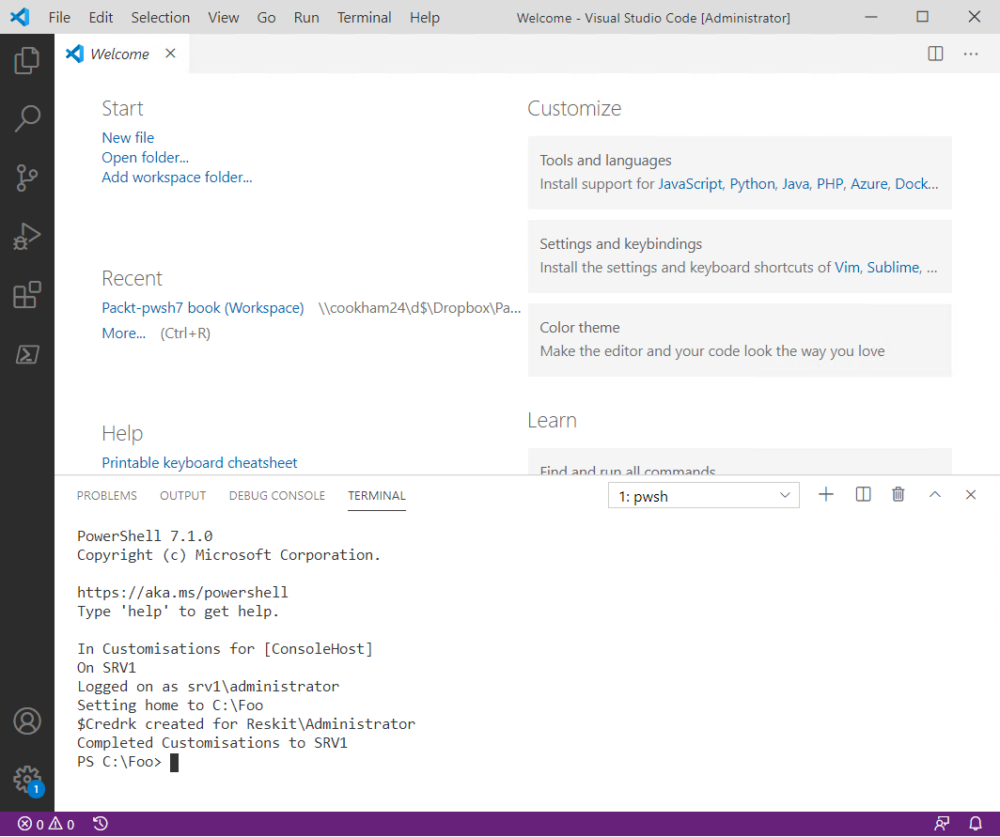 File Edit Selection View Go Run Terminal Help Welcome - Visual Studio Code [Administrator]
Welcome
Start
New file
Open folder...
Add workspace folder...
Recent
Packt-pwsh7 book (Workspace) \\cookham24\d$\Dropbox\Pa...
More... (Ctrl+R)
Help
Printable keyboard cheatsheet
Customize
Tools and languages
Install support for JavaScript, Python, Java, PHP, Azure, Dock...
Settings and keybindings
Install the settings and keyboard shortcuts of Vim, Sublime, ...
Color theme
Make the editor and your code look the way you love
Learn
Find and run all commands
PROBLEMS OUTPUT DEBUG CONSOLE TERMINAL 1: pwsh
PowerShell 7.1.0
Copyright (c) Microsoft Corporation.
https://aka.ms/powershell
Type 'help' to get help.
In Customisations for [ConsoleHost]
On SRV1
Logged on as srv1\administrator
Setting home to C:\Foo
$Credrk created for Reskit\Administrator
Completed Customisations to SRV1
PS C:\Foo>
1
0 0